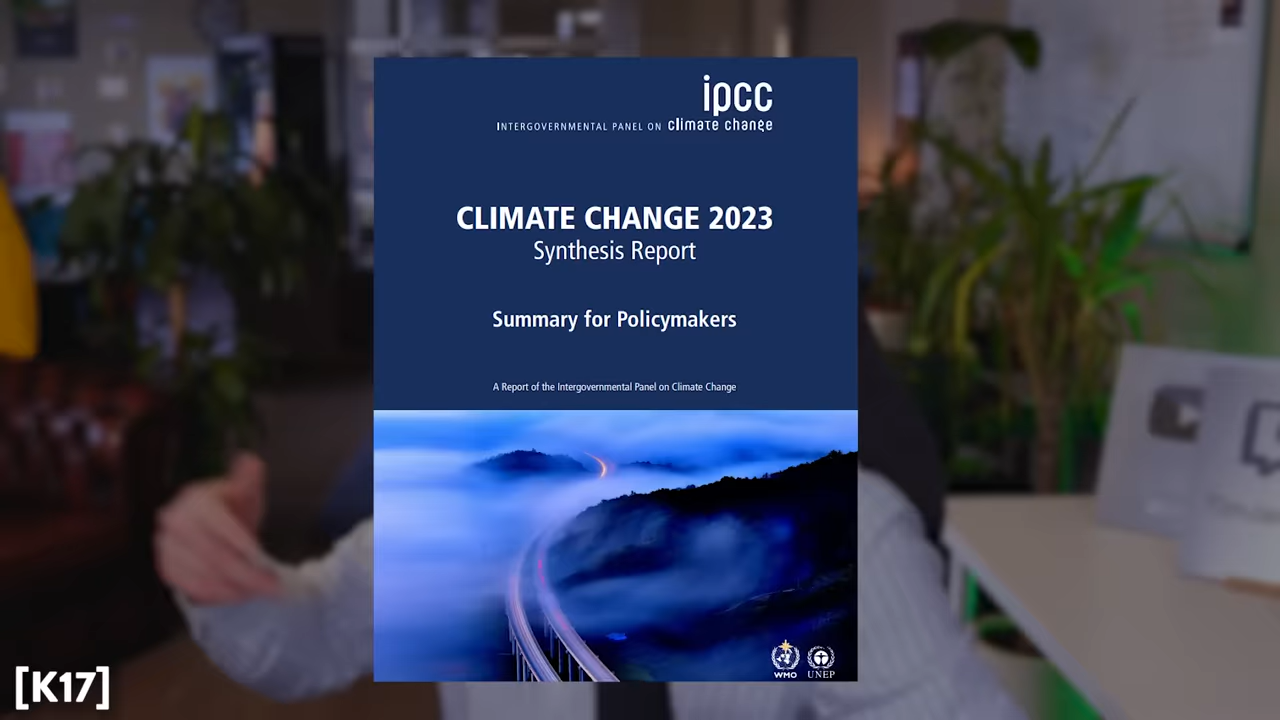 ipcc
INTERGOVERNMENTAL PANEL ON climate change
CLIMATE CHANGE 2023
Synthesis Report
Summary for Policymakers
A Report of the Intergovernmental Panel on Climate Change
WMO
UNEP
[K17]